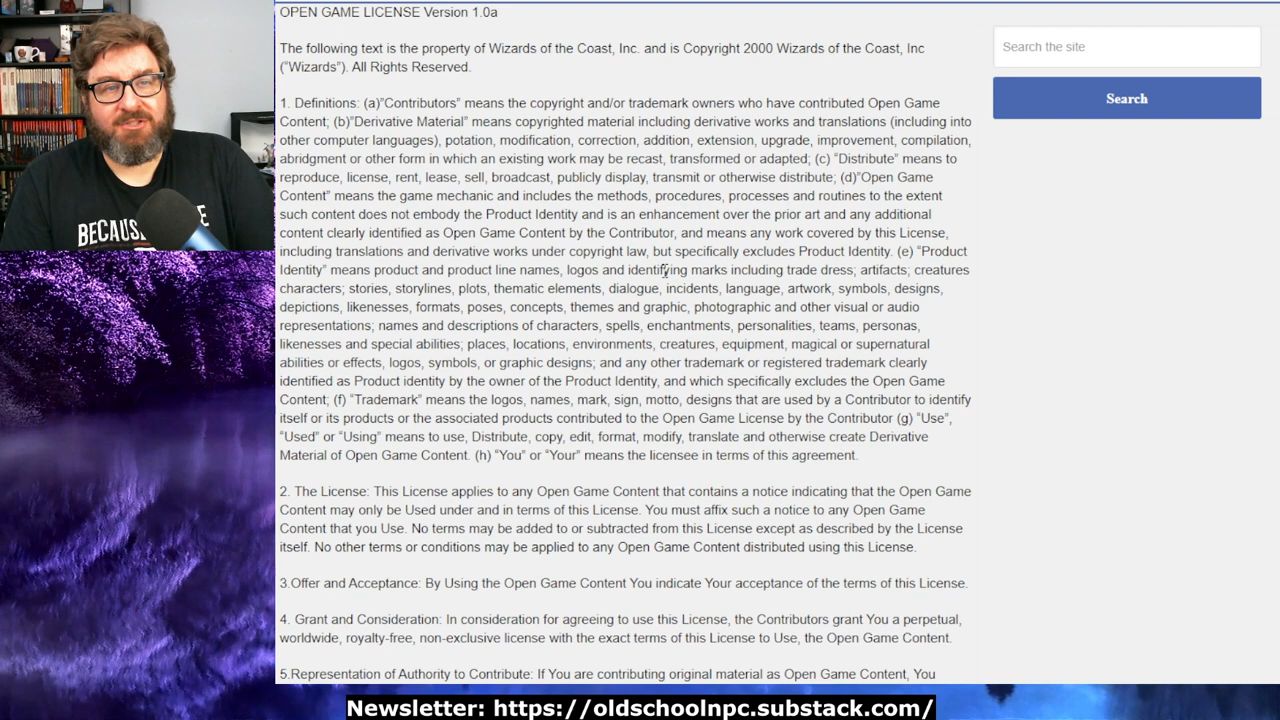 OPEN GAME LICENSE Version 1.0a
The following text is the property of Wizards of the Coast, Inc. and is Copyright 2000 Wizards of the Coast, Inc
(“Wizards”). All Rights Reserved.
1. Definitions: (a)”Contributors” means the copyright and/or trademark owners who have contributed Open Game
Content; (b)”Derivative Material” means copyrighted material including derivative works and translations (including into
other computer languages), potation, modification, correction, addition, extension, upgrade, improvement, compilation,
abridgment or other form in which an existing work may be recast, transformed or adapted; (c) “Distribute” means to
reproduce, license, rent, lease, sell, broadcast, publicly display, transmit or otherwise distribute; (d)”Open Game
Content” means the game mechanic and includes the methods, procedures, processes and routines to the extent
such content does not embody the Product Identity and is an enhancement over the prior art and any additional
content clearly identified as Open Game Content by the Contributor, and means any work covered by this License,
including translations and derivative works under copyright law, but specifically excludes Product Identity. (e) “Product
Identity” means product and product line names, logos and identifying marks including trade dress; artifacts; creatures
characters; stories, storylines, plots, thematic elements, dialogue, incidents, language, artwork, symbols, designs,
depictions, likenesses, formats, poses, concepts, themes and graphic, photographic and other visual or audio
representations; names and descriptions of characters, spells, enchantments, personalities, teams, personas,
likenesses and special abilities; places, locations, environments, creatures, equipment, magical or supernatural
abilities or effects, logos, symbols, or graphic designs; and any other trademark or registered trademark clearly
identified as Product identity by the owner of the Product Identity, and which specifically excludes the Open Game
Content; (f) “Trademark” means the logos, names, mark, sign, motto, designs that are used by a Contributor to identify
itself or its products or the associated products contributed to the Open Game License by the Contributor (g) “Use”,
“Used” or “Using” means to use, Distribute, copy, edit, format, modify, translate and otherwise create Derivative
Material of Open Game Content. (h) “You” or “Your” means the licensee in terms of this agreement.
2. The License: This License applies to any Open Game Content that contains a notice indicating that the Open Game
Content may only be Used under and in terms of this License. You must affix such a notice to any Open Game
Content that you Use. No terms may be added to or subtracted from this License except as described by the License
itself. No other terms or conditions may be applied to any Open Game Content distributed using this License.
3.Offer and Acceptance: By Using the Open Game Content You indicate Your acceptance of the terms of this License.
4. Grant and Consideration: In consideration for agreeing to use this License, the Contributors grant You a perpetual,
worldwide, royalty-free, non-exclusive license with the exact terms of this License to Use, the Open Game Content.
5.Representation of Authority to Contribute: If You are contributing original material as Open Game Content, You
Search the site
Search
Newsletter: https://oldschoolnpc.substack.com/